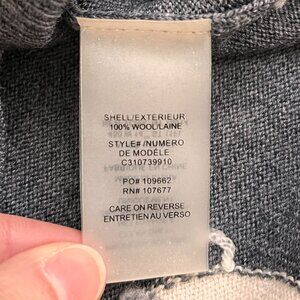 SHELL/EXTERIEUR
100% WOOL/LAINE
STYLE# /NUMERO
DE MODÈLE
C310739910
PO# 109662
RN# 107677
CARE ON REVERSE
ENTRETIEN AU VERSO